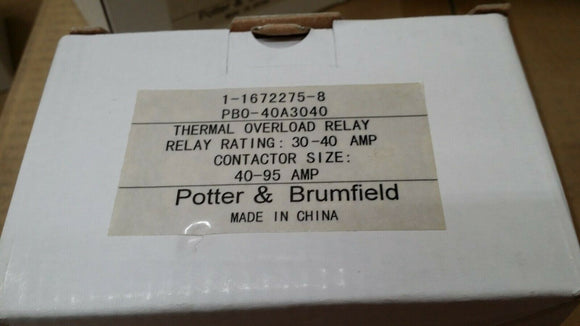 1-1672275-8
PBO-40A3040
THERMAL OVERLOAD RELAY
RELAY RATING: 30-40 AMP
CONTACTOR SIZE:
40-95 AMP
Potter & Brumfield
MADE IN CHINA